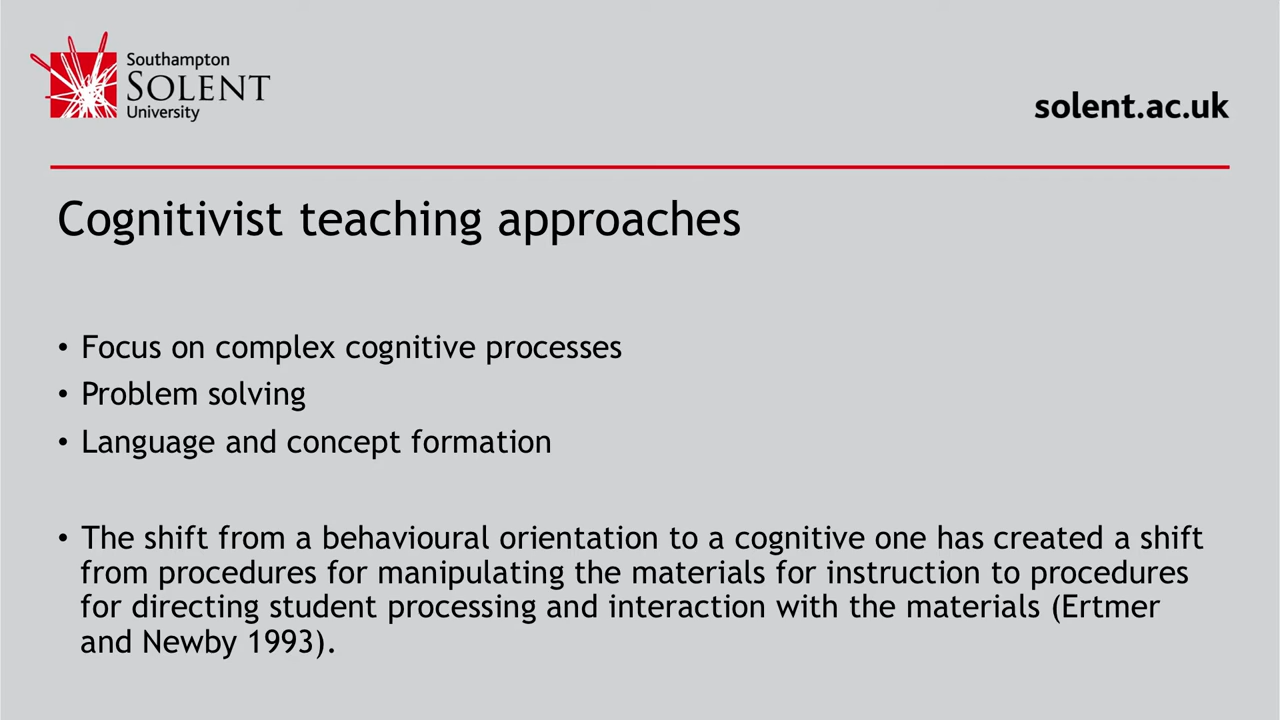 Southampton
SOLENT
University
solent.ac.uk
Cognitivist teaching approaches
• Focus on complex cognitive processes
• Problem solving
• Language and concept formation
• The shift from a behavioural orientation to a cognitive one has created a shift
from procedures for manipulating the materials for instruction to procedures
for directing student processing and interaction with the materials (Ertmer
and Newby 1993).